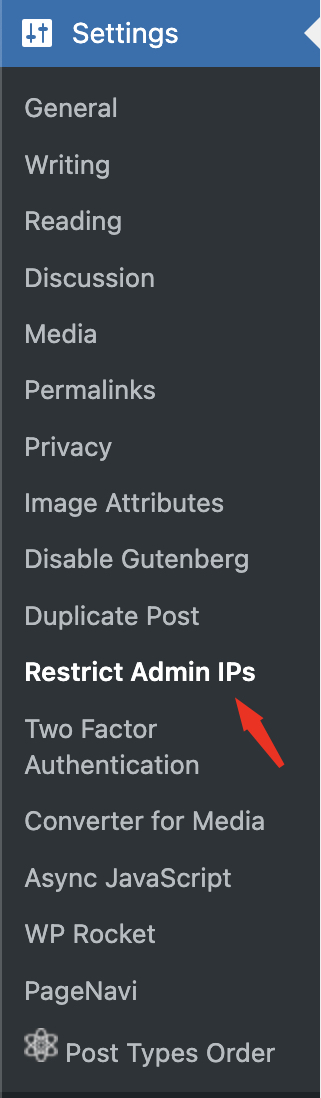 Settings
General
Writing
Reading
Discussion
Media
Permalinks
Privacy
Image Attributes
Disable Gutenberg
Duplicate Post
Restrict Admin IPs
Two Factor
Authentication
Converter for Media
Async JavaScript
WP Rocket
PageNavi
Post Types Order